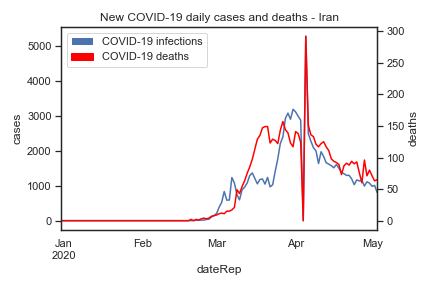 New COVID-19 daily cases and deaths - Iran
COVID-19 infections
COVID-19 deaths
cases
5000
4000
3000
2000
1000
0
deaths
300
250
200
150
100
50
0
Jan Feb Mar Apr May
2020
dateRep